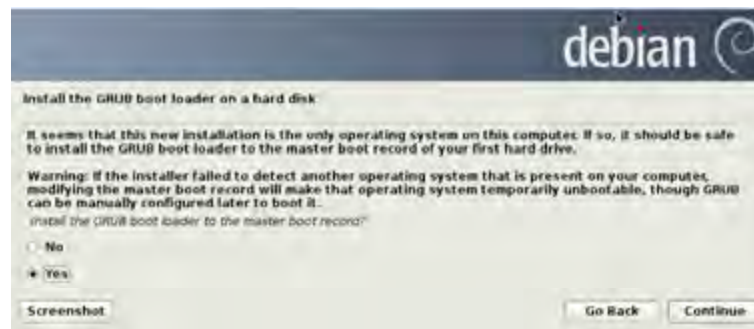 debian
Install the GRUB boot loader on a hard disk
It seems that this new installation is the only operating system on this computer. If so, it should be safe
to install the GRUB boot loader to the master boot record of your first hard drive.
Warning: If the installer failed to detect another operating system that is present on your computer,
modifying the master boot record will make that operating system temporarily unbootable, though GRUB
can be manually configured later to boot it.
Install the GRUB boot loader to the master boot record?
No
Yes
Screenshot
Go Back
Continue